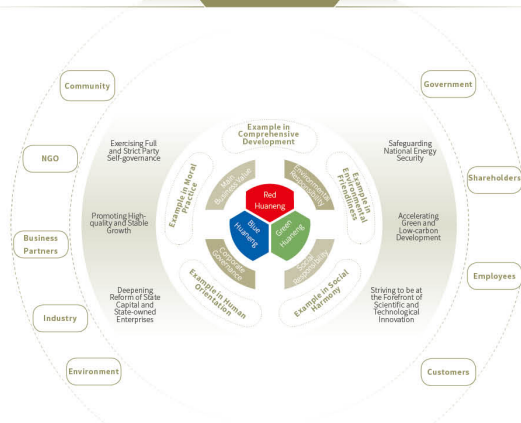 Community
Government
Example in
Comprehensive
Development
Exercising Full
and Strict Party
Self-governance
Safeguarding
National Energy
Security
NGO
Example in Moral
Practice
Main
Business Value
Environmental
Responsibility
Example in
Environmental
Friendliness
Shareholders
Red
Huaneng
Promoting High-
quality and Stable
Growth
Blue
Huaneng
Green
Huaneng
Accelerating
Green and
Low-carbon
Development
Business
Partners
Corporate
Governance
Social
Responsibility
Employees
Deepening
Reform of State
Capital and
State-owned
Enterprises
Example in Human
Orientation
Example in Social
Harmony
Striving to be at
the Forefront of
Scientific and
Technological
Innovation
Industry
Environment
Customers